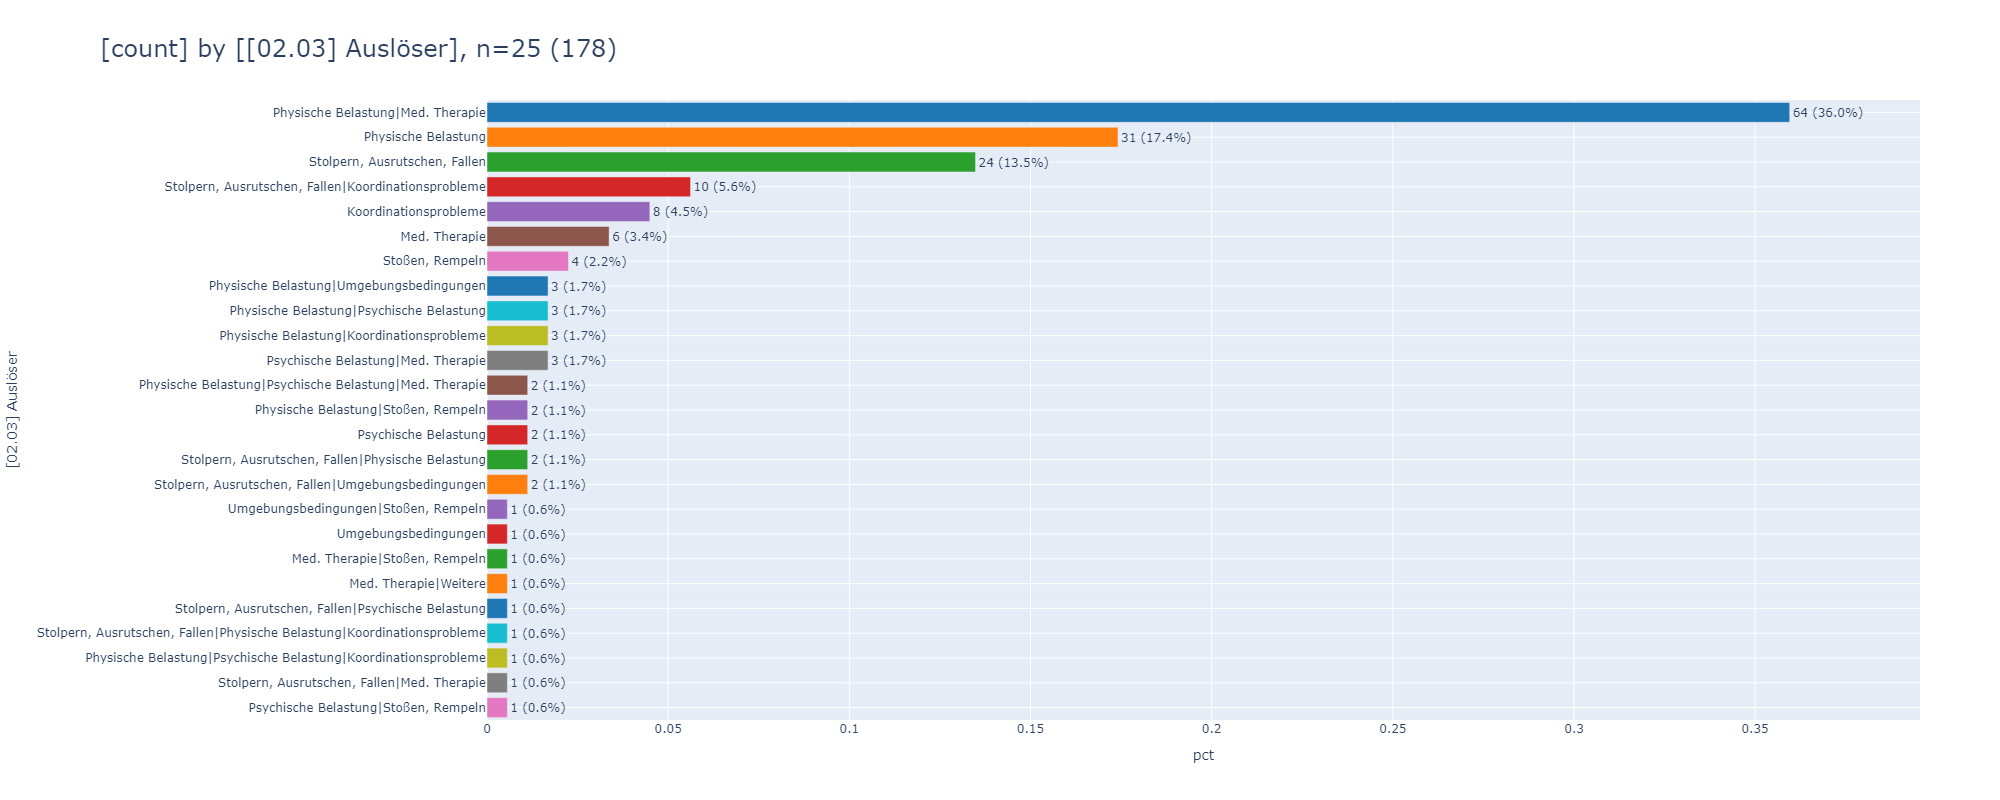 [count] by [[02.03] Auslöser], n=25 (178)
Physische Belastung|Med. Therapie 64 (36.0%)
Physische Belastung 31 (17.4%)
Stolpern, Ausrutschen, Fallen 24 (13.5%)
Stolpern, Ausrutschen, Fallen|Koordinationsprobleme 10 (5.6%)
Koordinationsprobleme 8 (4.5%)
Med. Therapie 6 (3.4%)
Stoßen, Rempeln 4 (2.2%)
Physische Belastung|Umgebungsbedingungen 3 (1.7%)
Physische Belastung|Psychische Belastung 3 (1.7%)
Physische Belastung|Koordinationsprobleme 3 (1.7%)
Psychische Belastung|Med. Therapie 3 (1.7%)
Physische Belastung|Psychische Belastung|Med. Therapie 2 (1.1%)
Physische Belastung|Stoßen, Rempeln 2 (1.1%)
Psychische Belastung 2 (1.1%)
Stolpern, Ausrutschen, Fallen|Physische Belastung 2 (1.1%)
Stolpern, Ausrutschen, Fallen|Umgebungsbedingungen 2 (1.1%)
Umgebungsbedingungen|Stoßen, Rempeln 1 (0.6%)
Umgebungsbedingungen 1 (0.6%)
Med. Therapie|Stoßen, Rempeln 1 (0.6%)
Med. Therapie|Weitere 1 (0.6%)
Stolpern, Ausrutschen, Fallen|Psychische Belastung 1 (0.6%)
Stolpern, Ausrutschen, Fallen|Physische Belastung|Koordinationsprobleme 1 (0.6%)
Physische Belastung|Psychische Belastung|Koordinationsprobleme 1 (0.6%)
Stolpern, Ausrutschen, Fallen|Med. Therapie 1 (0.6%)
Psychische Belastung|Stoßen, Rempeln 1 (0.6%)
[02.03] Auslöser
0 0.05 0.1 0.15 0.2 0.25 0.3 0.35
pct